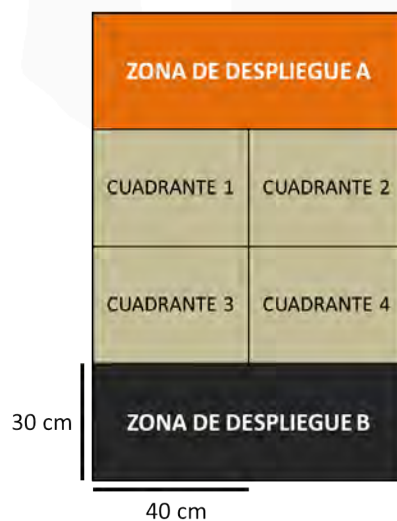 ZONA DE DESPLIEGUE A
CUADRANTE 1
CUADRANTE 2
CUADRANTE 3
CUADRANTE 4
30 cm
ZONA DE DESPLIEGUE B
40 cm